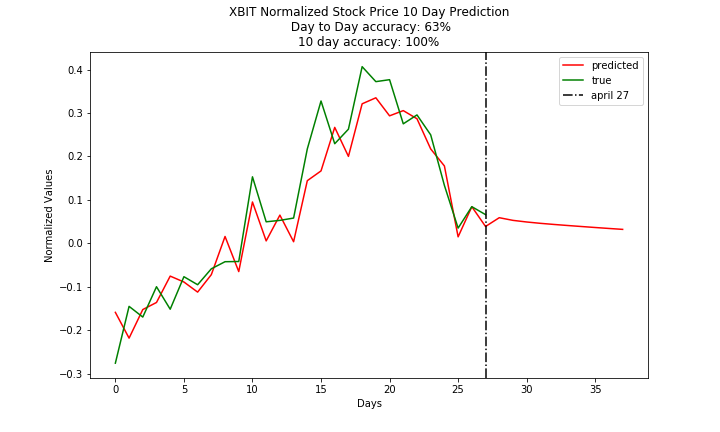 XBIT Normalized Stock Price 10 Day Prediction
Day to Day accuracy: 63%
10 day accuracy: 100%
predicted
true
april 27
Normalized Values
0.4
0.3
0.2
0.1
0.0
−0.1
−0.2
−0.3
0 5 10 15 20 25 30 35
Days